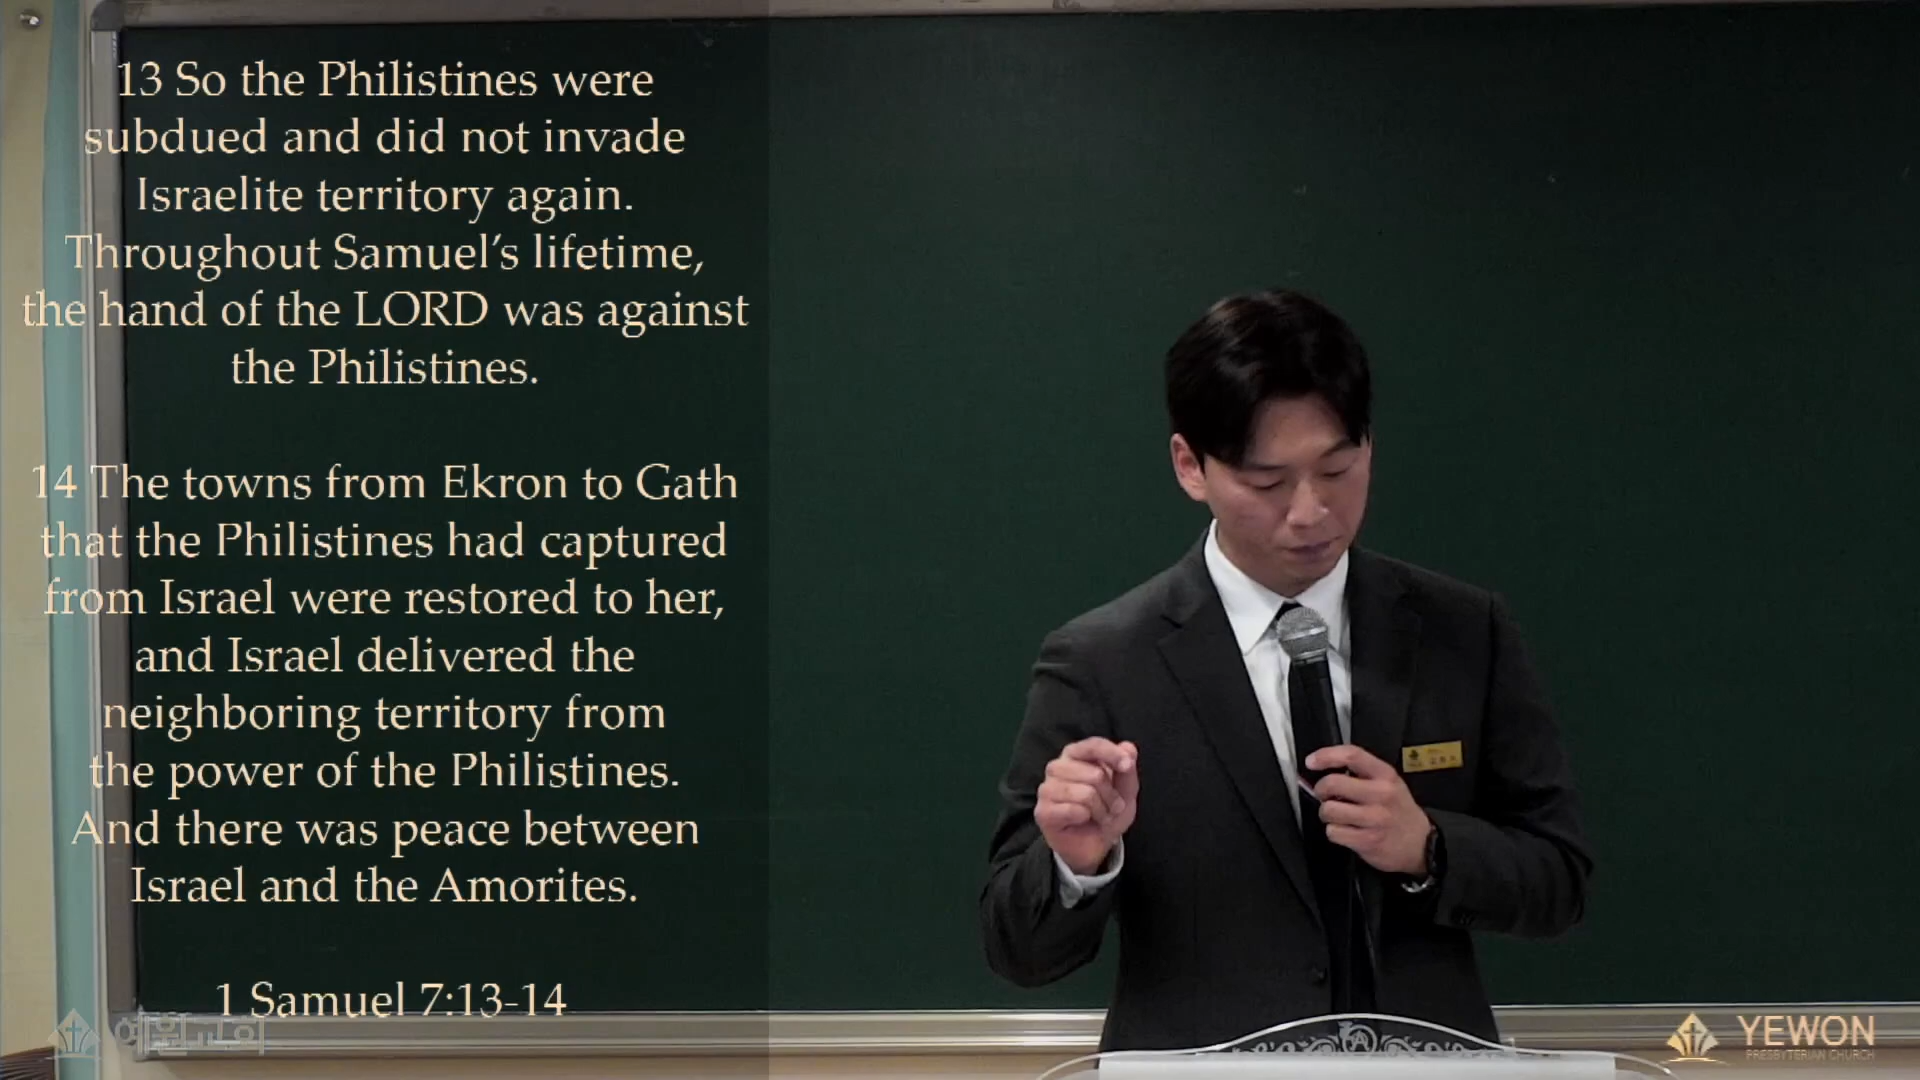 13 So the Philistines were
subdued and did not invade
Israelite territory again.
Throughout Samuel’s lifetime,
the hand of the LORD was against
the Philistines.
14 The towns from Ekron to Gath
that the Philistines had captured
from Israel were restored to her,
and Israel delivered the
neighboring territory from
the power of the Philistines.
And there was peace between
Israel and the Amorites.
1 Samuel 7:13-14
예원교회
YEWON
PRESBYTERIAN CHURCH